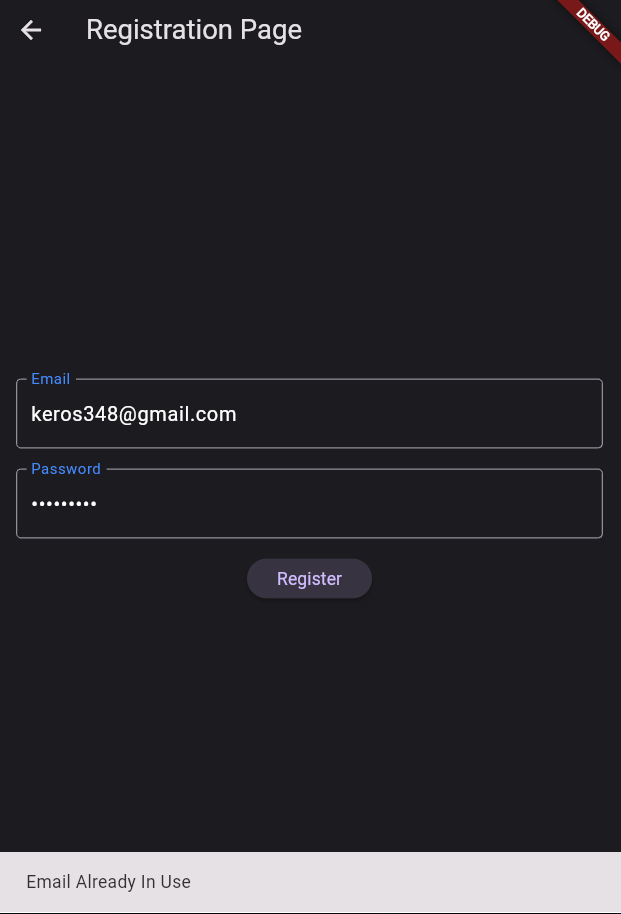 Registration Page
DEBUG
Email
keros348@gmail.com
Password
•••••••••
Register
Email Already In Use